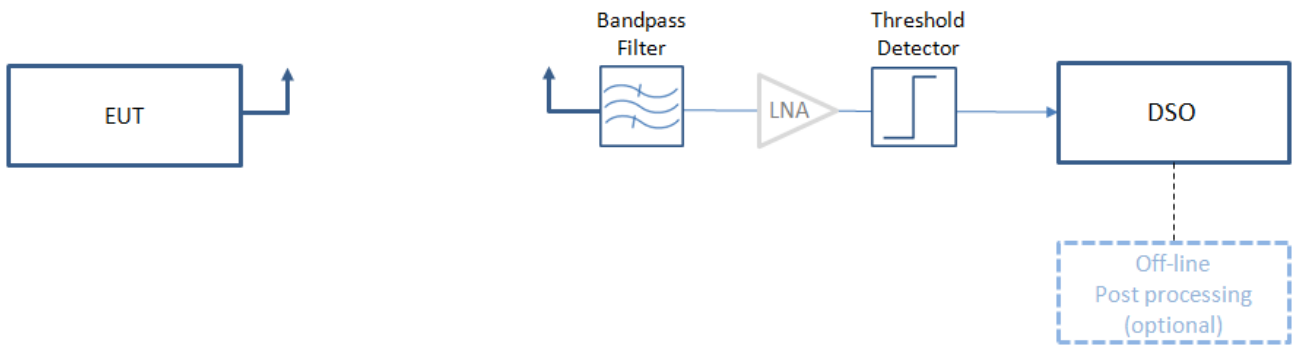 Bandpass
Filter
Threshold
Detector
EUT
LNA
DSO
Off-line
Post processing
(optional)